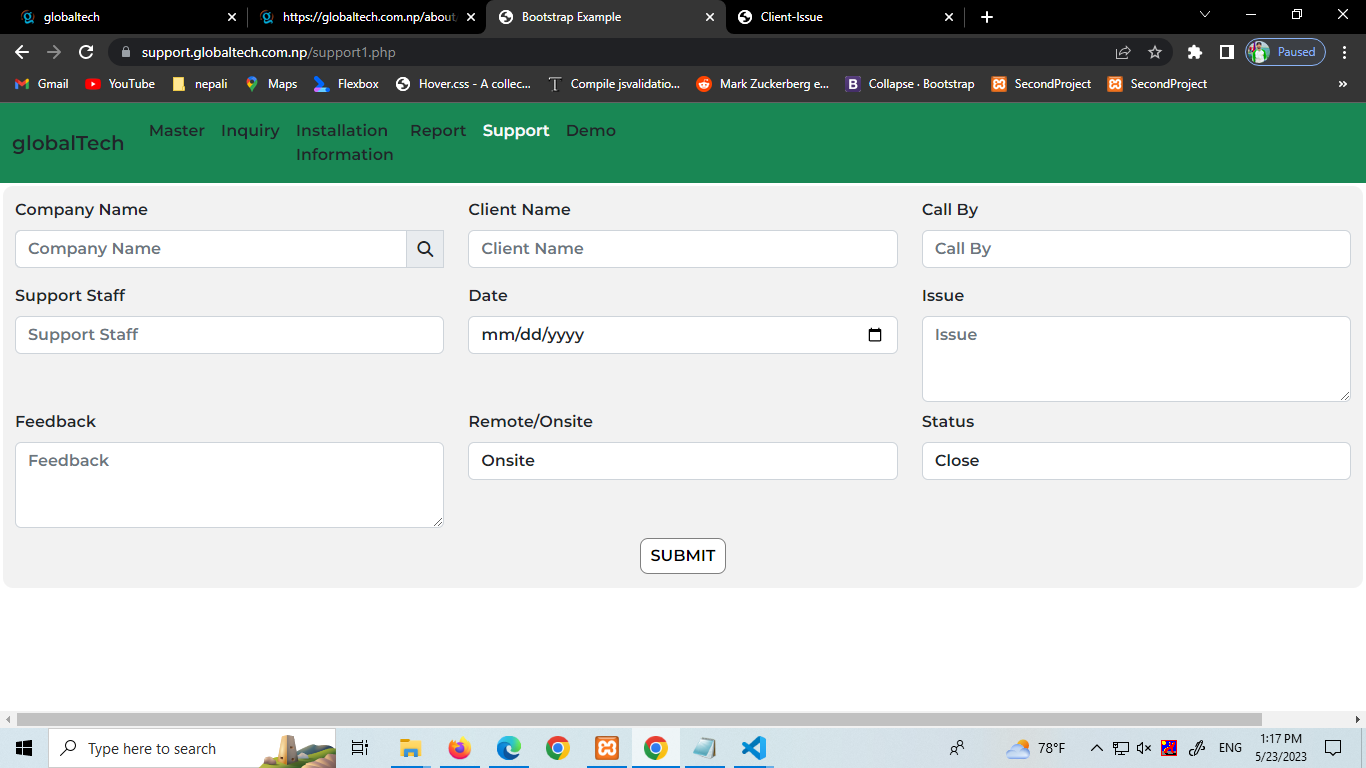 globaltech
https://globaltech.com.np/about
Bootstrap Example
Client-Issue
support.globaltech.com.np/support1.php
Paused
Gmail
YouTube
nepali
Maps
Flexbox
Hover.css - A collec...
Compile jsvalidatio...
Mark Zuckerberg e...
Collapse · Bootstrap
SecondProject
SecondProject
»
globalTech
Master
Inquiry
Installation
Information
Report
Support
Demo
Company Name
Client Name
Call By
Company Name
Client Name
Call By
Support Staff
Date
Issue
Support Staff
mm/dd/yyyy
Issue
Feedback
Remote/Onsite
Status
Feedback
Onsite
Close
SUBMIT
Type here to search
78°F
ENG
1:17 PM
5/23/2023